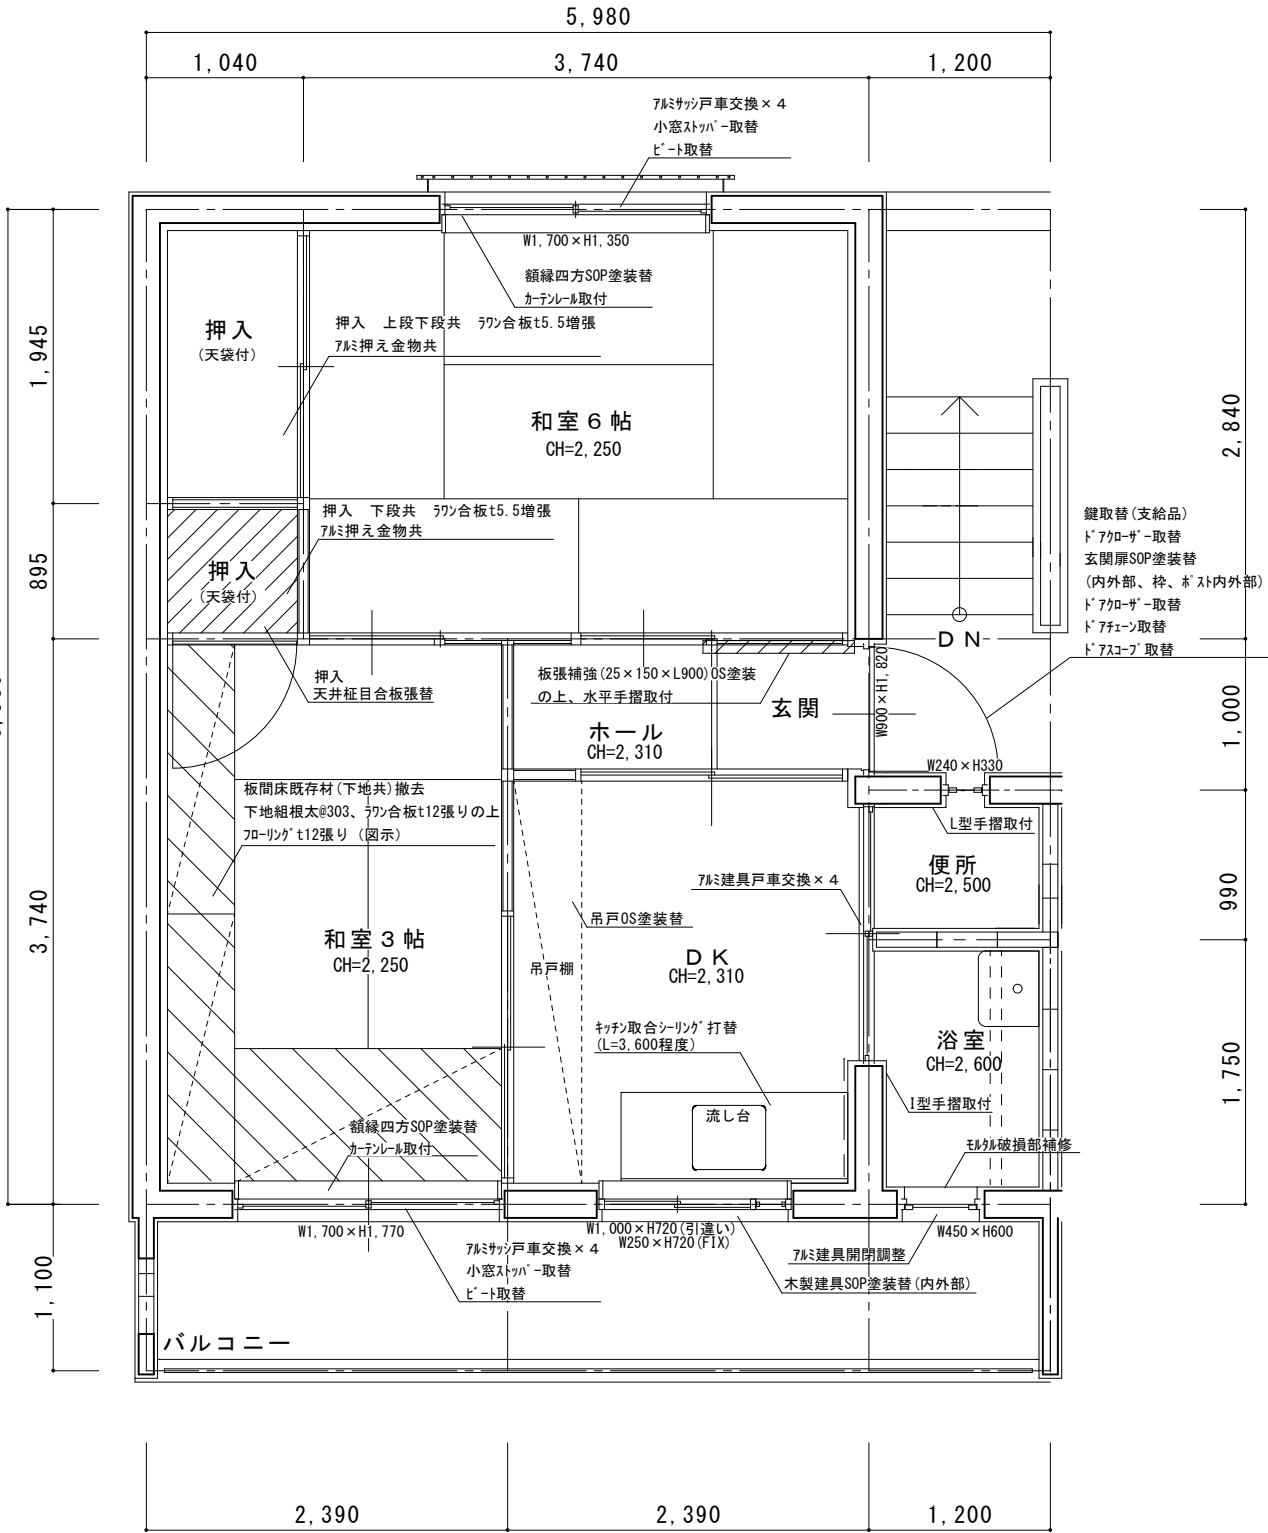 5,980
1,040
3,740
1,200
アルミサッシ戸車交換×4
小窓ストッパー取替
ビート取替
W1,700×H1,350
額縁四方SOP塗装替
カーテンレール取付
押入
(天袋付)
押入 上段下段共 ラワン合板t5.5増張
アルミ押え金物共
和室6帖
CH=2,250
1,945
895
3,740
1,100
2,840
1,000
990
1,750
押入 下段共 ラワン合板t5.5増張
アルミ押え金物共
押入
(天袋付)
鍵取替(支給品)
ドアクローザー取替
玄関扉SOP塗装替
(内外部、枠、ポスト内外部)
ドアクローザー取替
ドアチェーン取替
ドアスコープ取替
DN
押入
天井柾目合板張替
板張補強(25×150×L900)OS塗装
の上、水平手摺取付
玄関
W900×H1,820
ホール
CH=2,310
W240×H330
板間床既存材(下地共)撤去
下地組根太@303、ラワン合板t12張りの上
フローリングt12張り (図示)
L型手摺取付
便所
CH=2,500
アルミ建具戸車交換×4
吊戸OS塗装替
和室3帖
CH=2,250
吊戸棚
DK
CH=2,310
キッチン取合シーリング打替
(L=3,600程度)
流し台
浴室
CH=2,600
I型手摺取付
モルタル破損部補修
額縁四方SOP塗装替
カーテンレール取付
W1,700×H1,770
W1,000×H720(引違い)
W250×H720(FIX)
W450×H600
アルミサッシ戸車交換×4
小窓ストッパー取替
ビート取替
アルミ建具開閉調整
木製建具SOP塗装替(内外部)
バルコニー
2,390
2,390
1,200